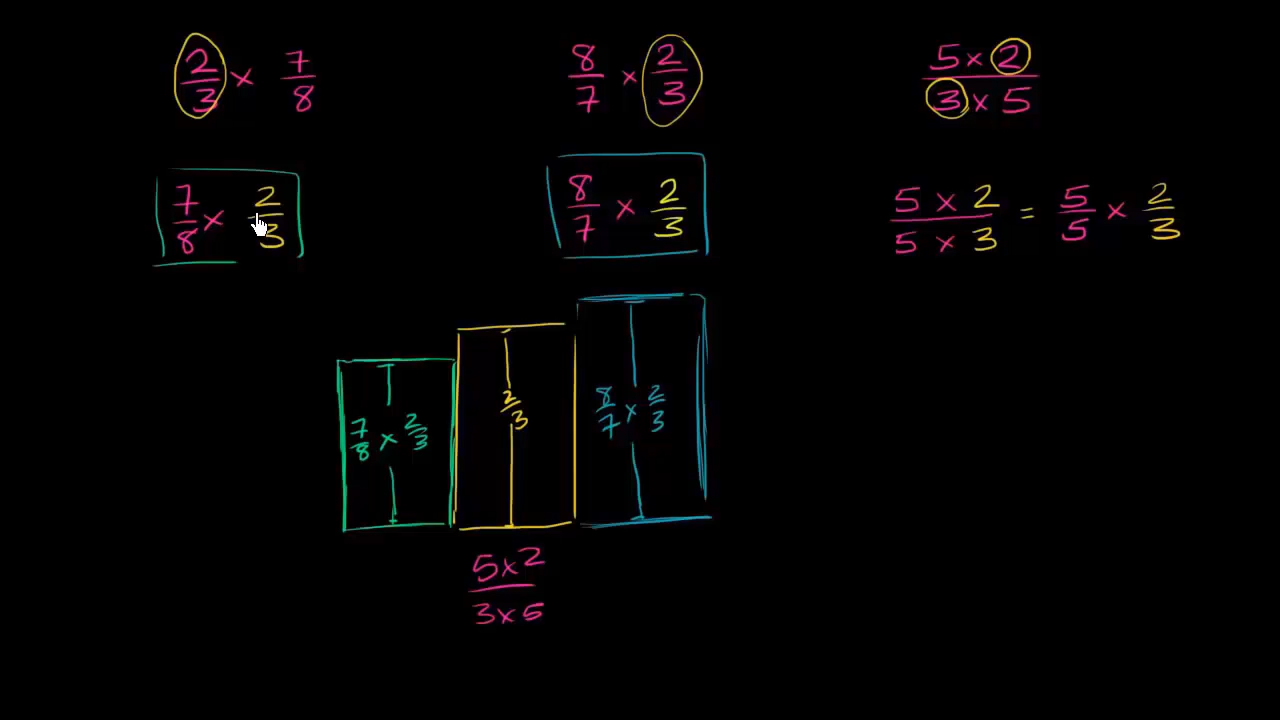 2/3 × 7/8
8/7 × 2/3
5 × 2 / 3 × 5
7/8 × 2/3
8/7 × 2/3
5 × 2 / 5 × 3 = 5/5 × 2/3
7/8 × 2/3
2/3
8/7 × 2/3
5×2 / 3×5